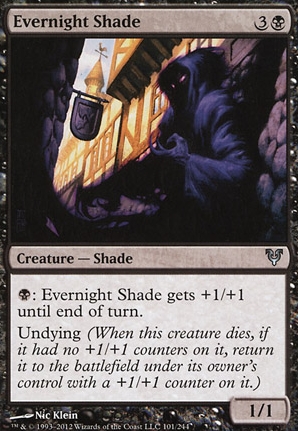 Evernight Shade 3
Creature — Shade
: Evernight Shade gets +1/+1
until end of turn.
Undying (When this creature dies, if
it had no +1/+1 counters on it, return
it to the battlefield under its owner's
control with a +1/+1 counter on it.)
1/1
Nic Klein
™ & © 1993–2012 Wizards of the Coast LLC 101/244